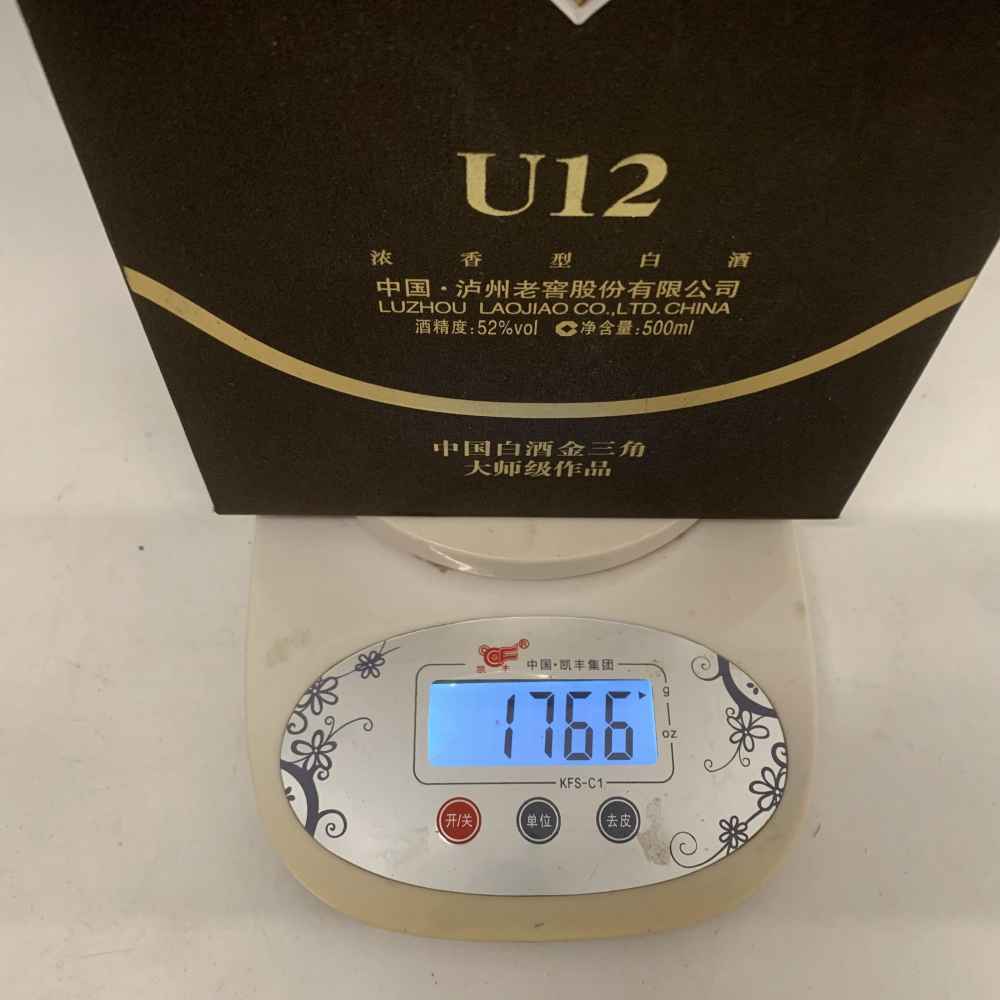 U12
浓香型白酒
中国·泸州老窖股份有限公司
LUZHOU LAOJIAO CO.,LTD. CHINA
酒精度:52%vol C净含量:500ml
中国白酒金三角
大师级作品
凯丰® 中国·凯丰集团
1766
g
oz
KFS-C1
开/关 单位 去皮